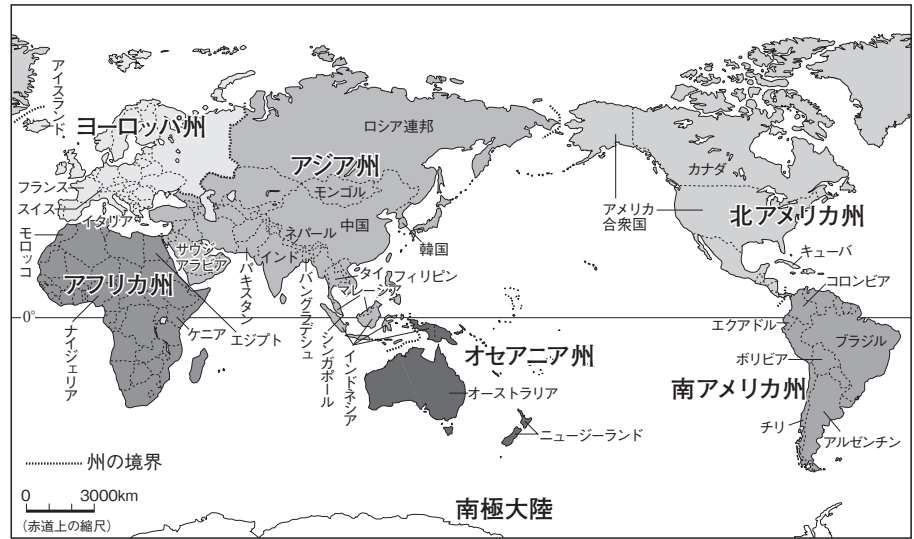 アイスランド
ヨーロッパ州
ロシア連邦
アジア州
モンゴル
カナダ
フランス
スイス
イタリア
モロッコ
サウジ
アラビア
ネパール
中国
インド
韓国
アメリカ
合衆国
北アメリカ州
キューバ
アフリカ州
パキスタン
バングラデシュ
タイ
フィリピン
マレーシア
コロンビア
0°
ナイジェリア
ケニア
エジプト
シンガポール
インドネシア
オセアニア州
エクアドル
ブラジル
ボリビア
オーストラリア
南アメリカ州
ニュージーランド
チリ
アルゼンチン
州の境界
0 3000km
(赤道上の縮尺)
南極大陸